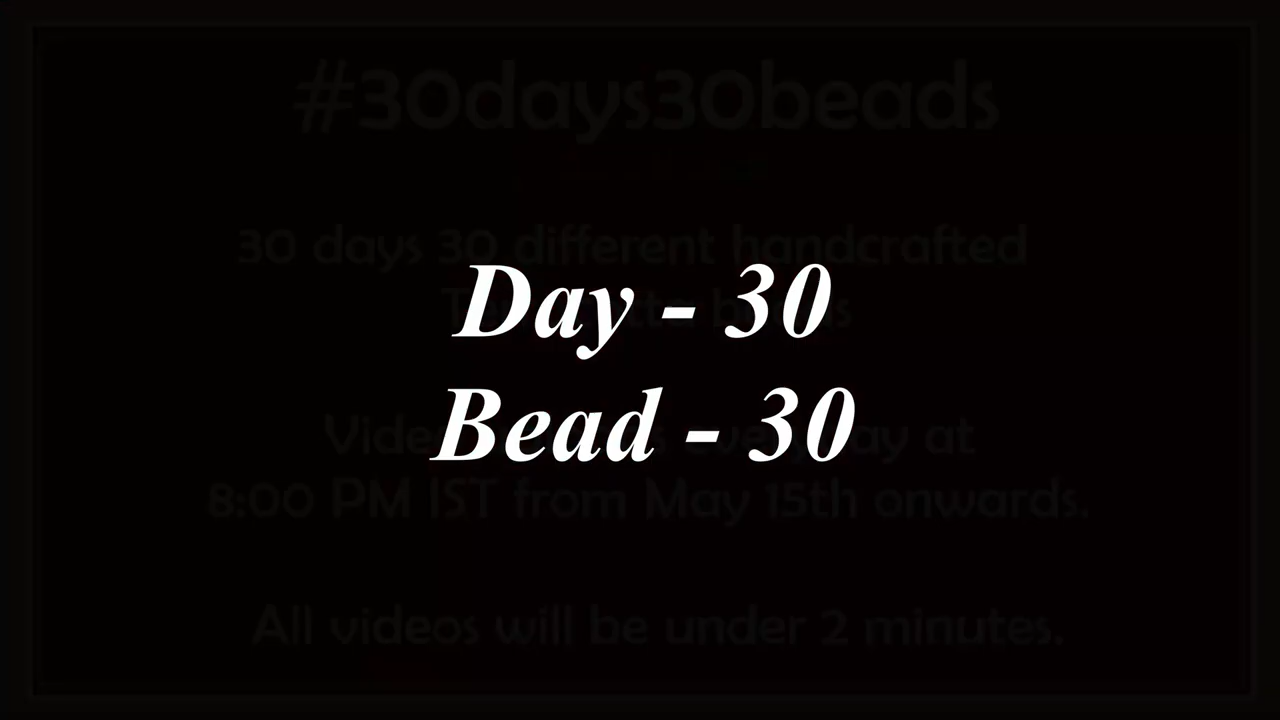 #30days30beads
30 days 30 different handcrafted
Day - 30
Bead - 30
at
8:00 PM IST from May 15th onwards.
All videos will be under 2 minutes.